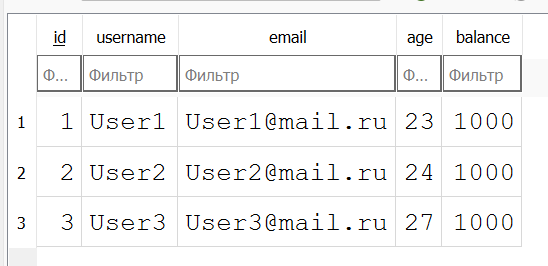 id username email age balance
Ф... Фильтр Фильтр Ф... Фильтр
1 1 User1 User1@mail.ru 23 1000
2 2 User2 User2@mail.ru 24 1000
3 3 User3 User3@mail.ru 27 1000